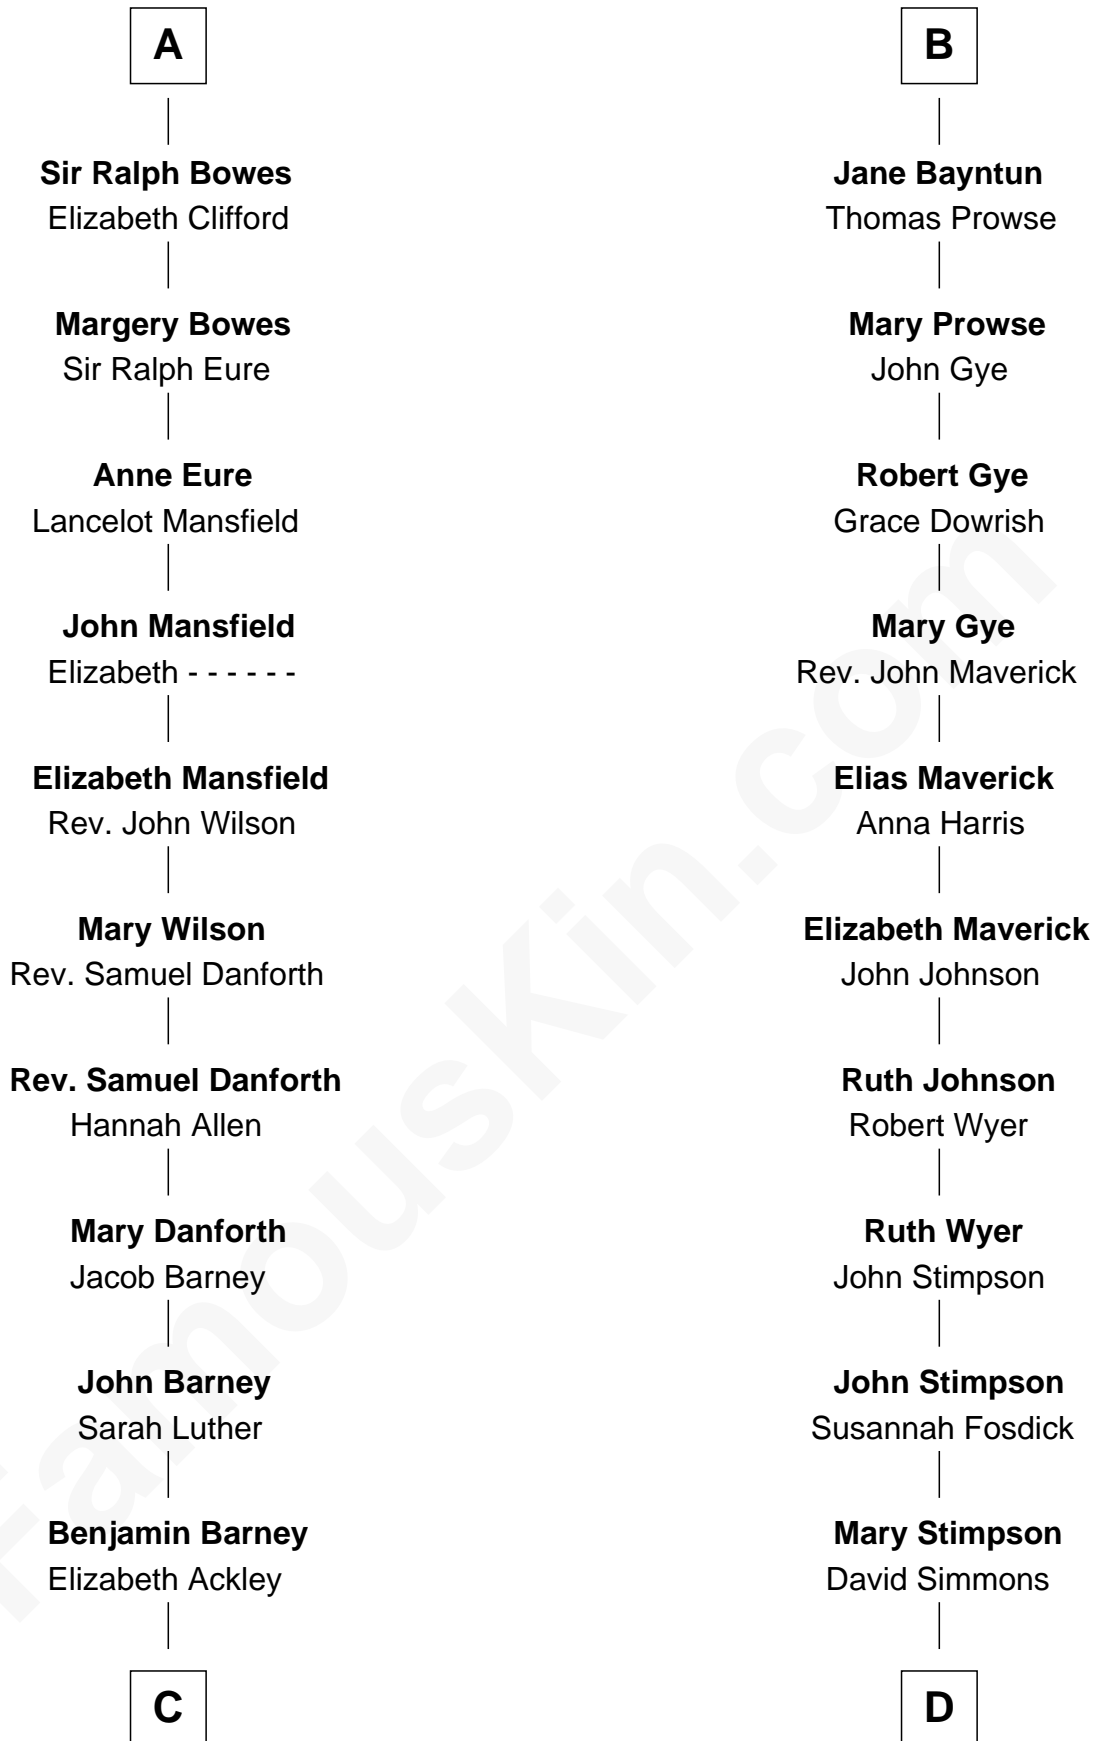 A
Sir Ralph Bowes
Elizabeth Clifford
Margery Bowes
Sir Ralph Eure
Anne Eure
Lancelot Mansfield
John Mansfield
Elizabeth - - - - - -
Elizabeth Mansfield
Rev. John Wilson
Mary Wilson
Rev. Samuel Danforth
Rev. Samuel Danforth
Hannah Allen
Mary Danforth
Jacob Barney
John Barney
Sarah Luther
Benjamin Barney
Elizabeth Ackley
C
B
Jane Bayntun
Thomas Prowse
Mary Prowse
John Gye
Robert Gye
Grace Dowrish
Mary Gye
Rev. John Maverick
Elias Maverick
Anna Harris
Elizabeth Maverick
John Johnson
Ruth Johnson
Robert Wyer
Ruth Wyer
John Stimpson
John Stimpson
Susannah Fosdick
Mary Stimpson
David Simmons
D
FamousKin.com